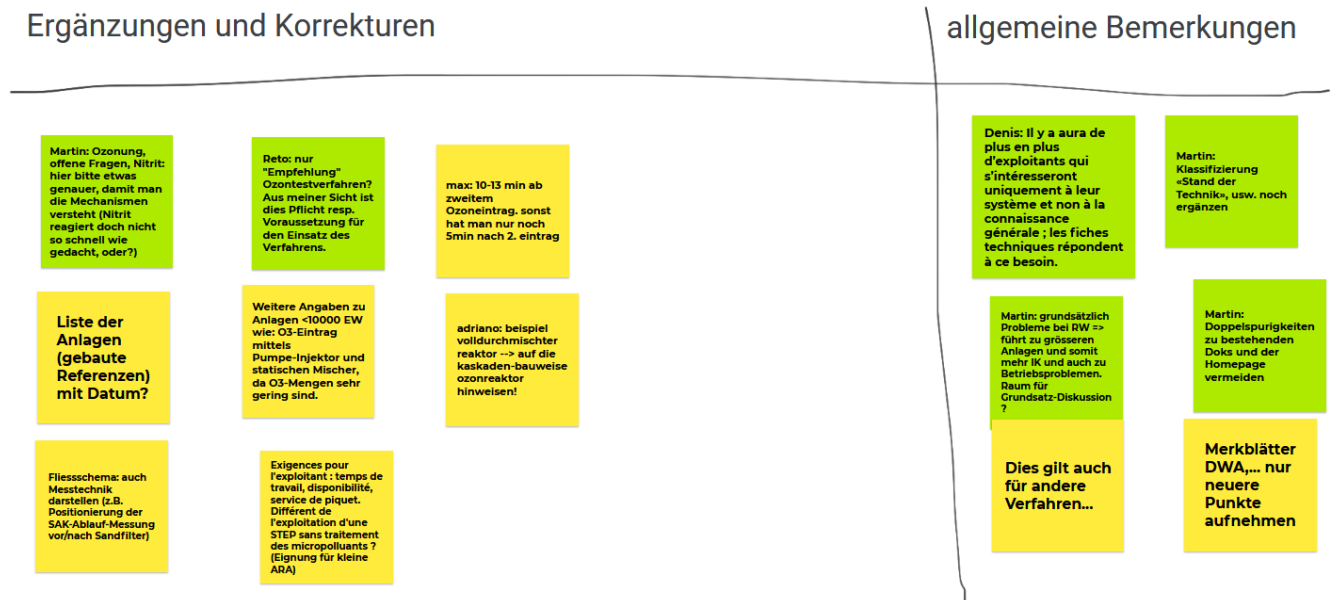 Ergänzungen und Korrekturen
allgemeine Bemerkungen
Martin: Ozonung,
offene Fragen, Nitrit:
hier bitte etwas
genauer, damit man
die Mechanismen
versteht (Nitrit
reagiert doch nicht
so schnell wie
gedacht, oder?)
Reto: nur
"Empfehlung"
Ozontestverfahren?
Aus meiner Sicht ist
dies Pflicht resp.
Voraussetzung für
den Einsatz des
Verfahrens.
max: 10-13 min ab
zweitem
Ozoneintrag. sonst
hat man nur noch
5min nach 2. eintrag
Liste der
Anlagen
(gebaute
Referenzen)
mit Datum?
Weitere Angaben zu
Anlagen <10000 EW
wie: O3-Eintrag
mittels
Pumpe-Injektor und
statischen Mischer,
da O3-Mengen sehr
gering sind.
adriano: beispiel
volldurchmischter
reaktor --> auf die
kaskaden-bauweise
ozonreaktor
hinweisen!
Fliessschema: auch
Messtechnik
darstellen (z.B.
Positionierung der
SAK-Ablauf-Messung
vor/nach Sandfilter)
Exigences pour
l'exploitant : temps de
travail, disponibilité,
service de piquet.
Différent de
l'exploitation d'une
STEP sans traitement
des micropolluants ?
(Eignung für kleine
ARA)
Denis: Il y a aura de
plus en plus
d'exploitants qui
s'intéresseront
uniquement à leur
système et non à la
connaissance
générale ; les fiches
techniques répondent
à ce besoin.
Martin:
Klassifizierung
«Stand der
Technik», usw. noch
ergänzen
Martin: grundsätzlich
Probleme bei RW =>
führt zu grösseren
Anlagen und somit
mehr IK und auch zu
Betriebsproblemen.
Raum für
Grundsatz-Diskussion
?
Martin:
Doppelspurigkeiten
zu bestehenden
Doks und der
Homepage
vermeiden
Dies gilt auch
für andere
Verfahren...
Merkblätter
DWA,... nur
neuere
Punkte
aufnehmen